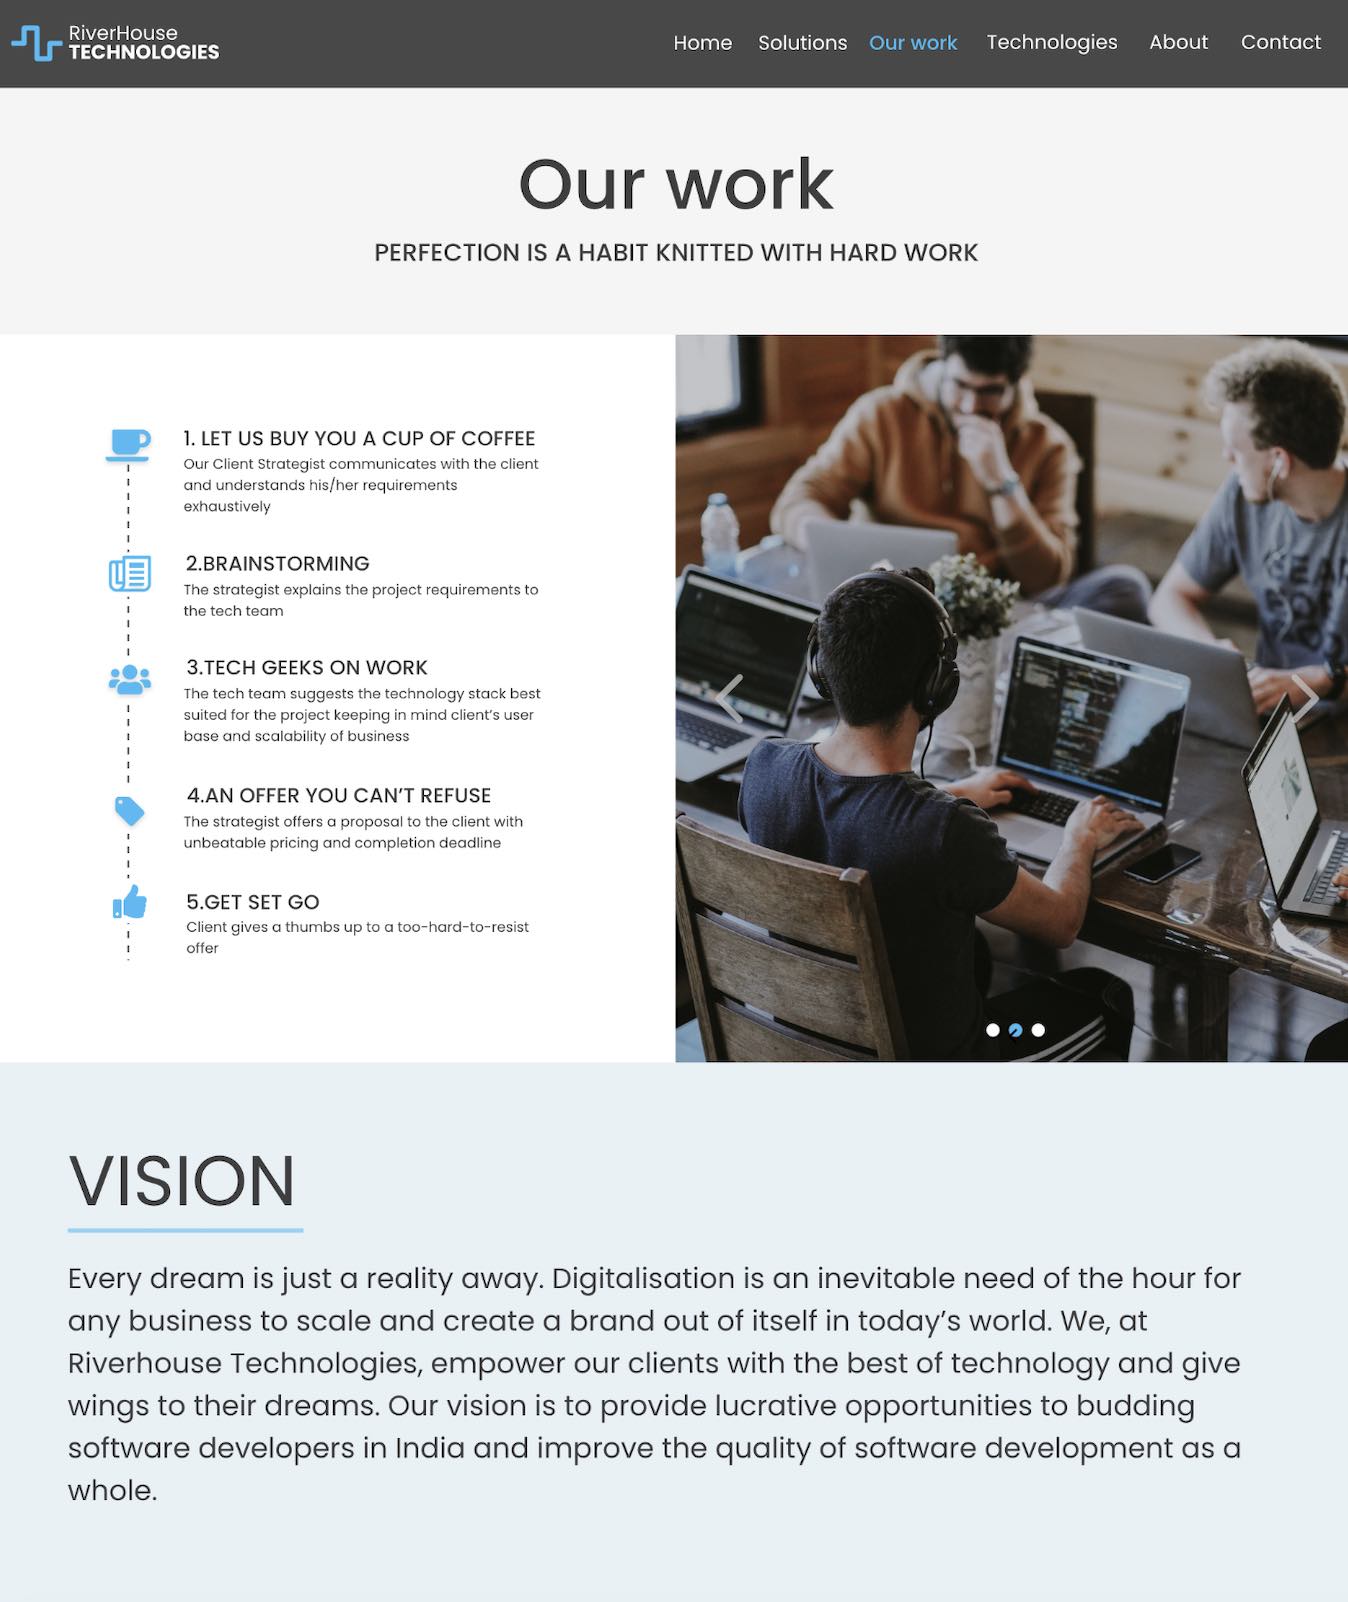 RiverHouse
TECHNOLOGIES
Home Solutions Our work Technologies About Contact
Our work
PERFECTION IS A HABIT KNITTED WITH HARD WORK
1. LET US BUY YOU A CUP OF COFFEE
Our Client Strategist communicates with the client
and understands his/her requirements
exhaustively
2.BRAINSTORMING
The strategist explains the project requirements to
the tech team
3.TECH GEEKS ON WORK
The tech team suggests the technology stack best
suited for the project keeping in mind client’s user
base and scalability of business
4.AN OFFER YOU CAN’T REFUSE
The strategist offers a proposal to the client with
unbeatable pricing and completion deadline
5.GET SET GO
Client gives a thumbs up to a too-hard-to-resist
offer
VISION
Every dream is just a reality away. Digitalisation is an inevitable need of the hour for
any business to scale and create a brand out of itself in today’s world. We, at
Riverhouse Technologies, empower our clients with the best of technology and give
wings to their dreams. Our vision is to provide lucrative opportunities to budding
software developers in India and improve the quality of software development as a
whole.